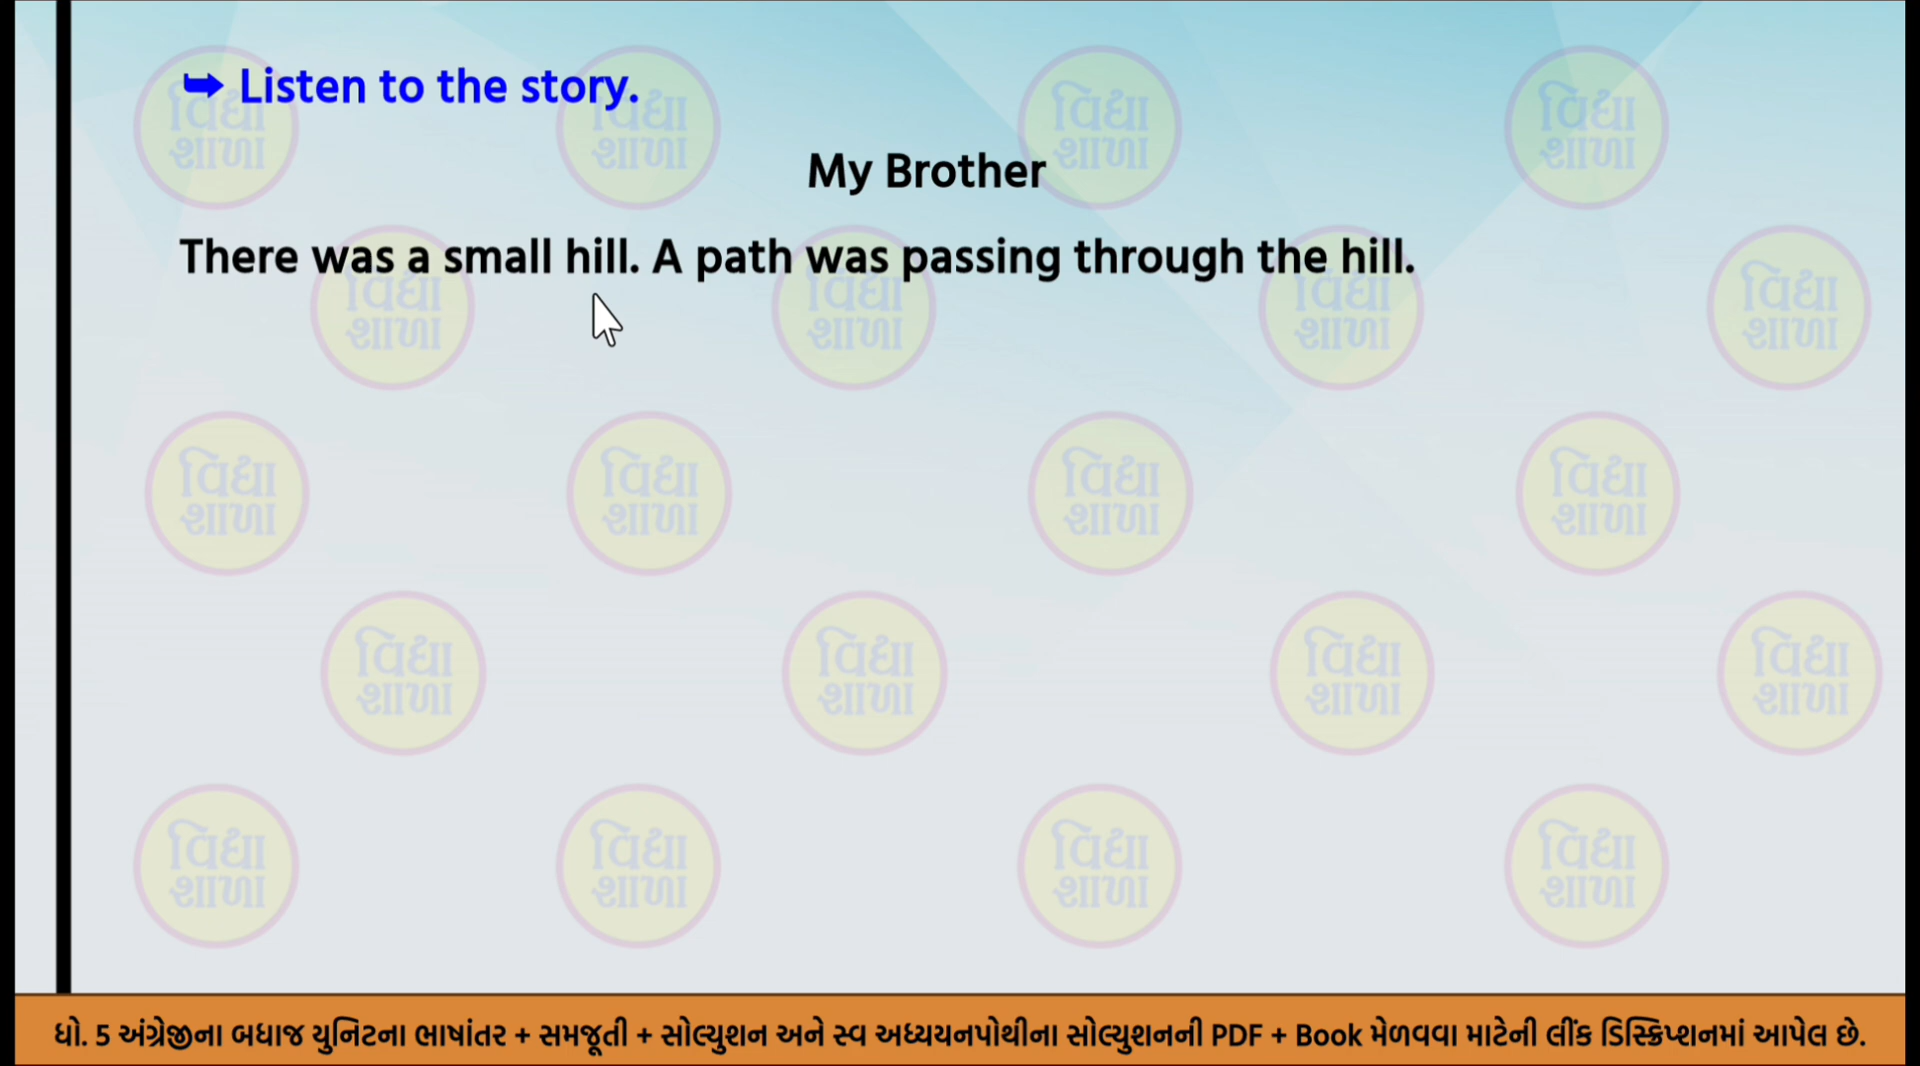 ➥ Listen to the story.
My Brother
There was a small hill. A path was passing through the hill.
વિદ્યા
શાખા
વિદ્યા
શાખા
વિદ્યા
શાખા
વિદ્યા
શાખા
વિદ્યા
શાખા
વિદ્યા
શાખા
વિદ્યા
શાખા
વિદ્યા
શાખા
વિદ્યા
શાખા
વિદ્યા
શાખા
વિદ્યા
શાખા
વિદ્યા
શાખા
વિદ્યા
શાખા
વિદ્યા
શાખા
વિદ્યા
શાખા
વિદ્યા
શાખા
વિદ્યા
શાખા
વિદ્યા
શાખા
વિદ્યા
શાખા
વિદ્યા
શાખા
ધો. 5 અંગ્રેજીના બધાજ યુનિટના ભાષાંતર + સમજૂતી + સોલ્યુશન અને સ્વ અધ્યયનપોથીના સોલ્યુશનની PDF + Book મેળવવા માટેની લીંક ડિસ્ક્રિપ્શનમાં આપેલ છે.